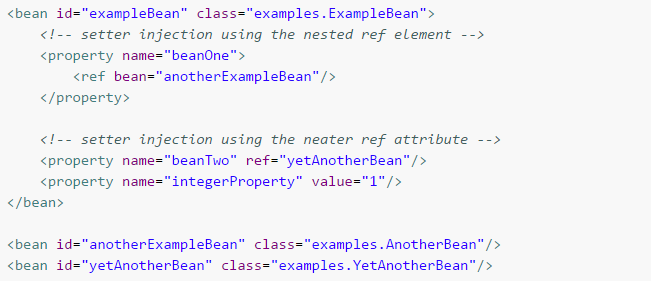 <bean id="exampleBean" class="examples.ExampleBean">
    <!-- setter injection using the nested ref element -->
    <property name="beanOne">
        <ref bean="anotherExampleBean"/>
    </property>

    <!-- setter injection using the neater ref attribute -->
    <property name="beanTwo" ref="yetAnotherBean"/>
    <property name="integerProperty" value="1"/>
</bean>

<bean id="anotherExampleBean" class="examples.AnotherBean"/>
<bean id="yetAnotherBean" class="examples.YetAnotherBean"/>